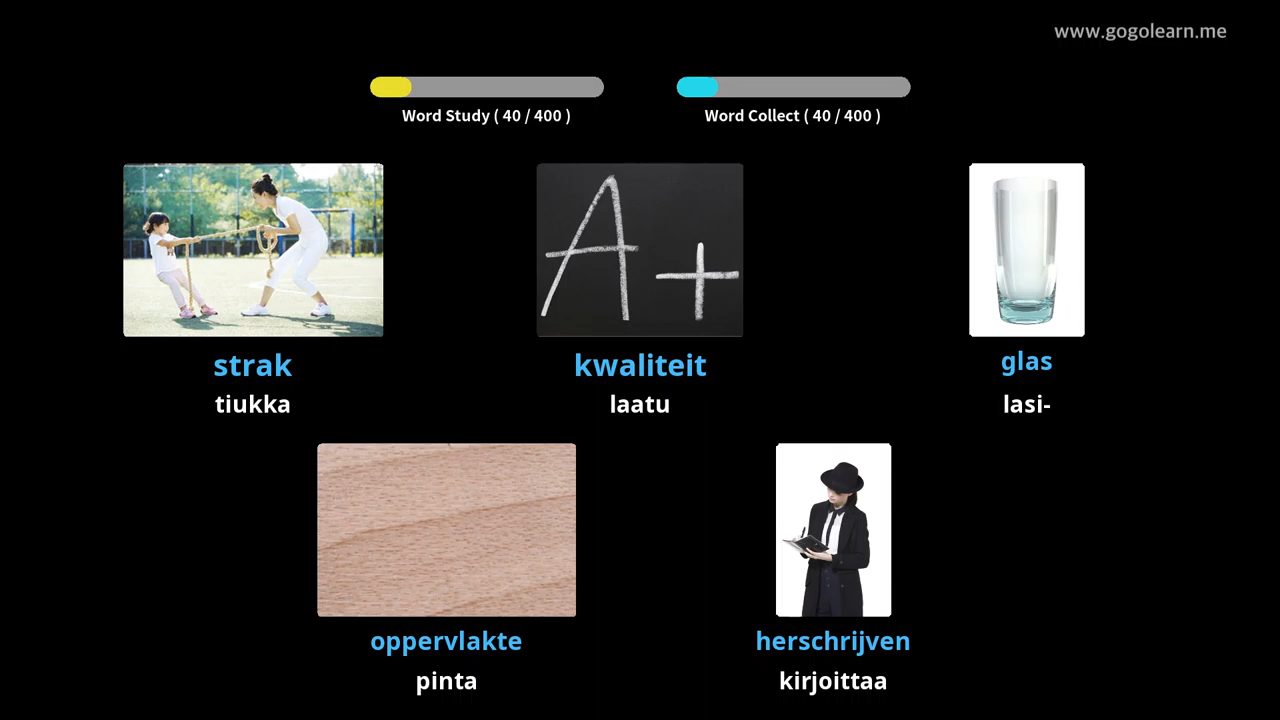 www.gogolearn.me
Word Study ( 40 / 400 )
Word Collect ( 40 / 400 )
A+
strak
kwaliteit
glas
tiukka
laatu
lasi-
oppervlakte
herschrijven
pinta
kirjoittaa